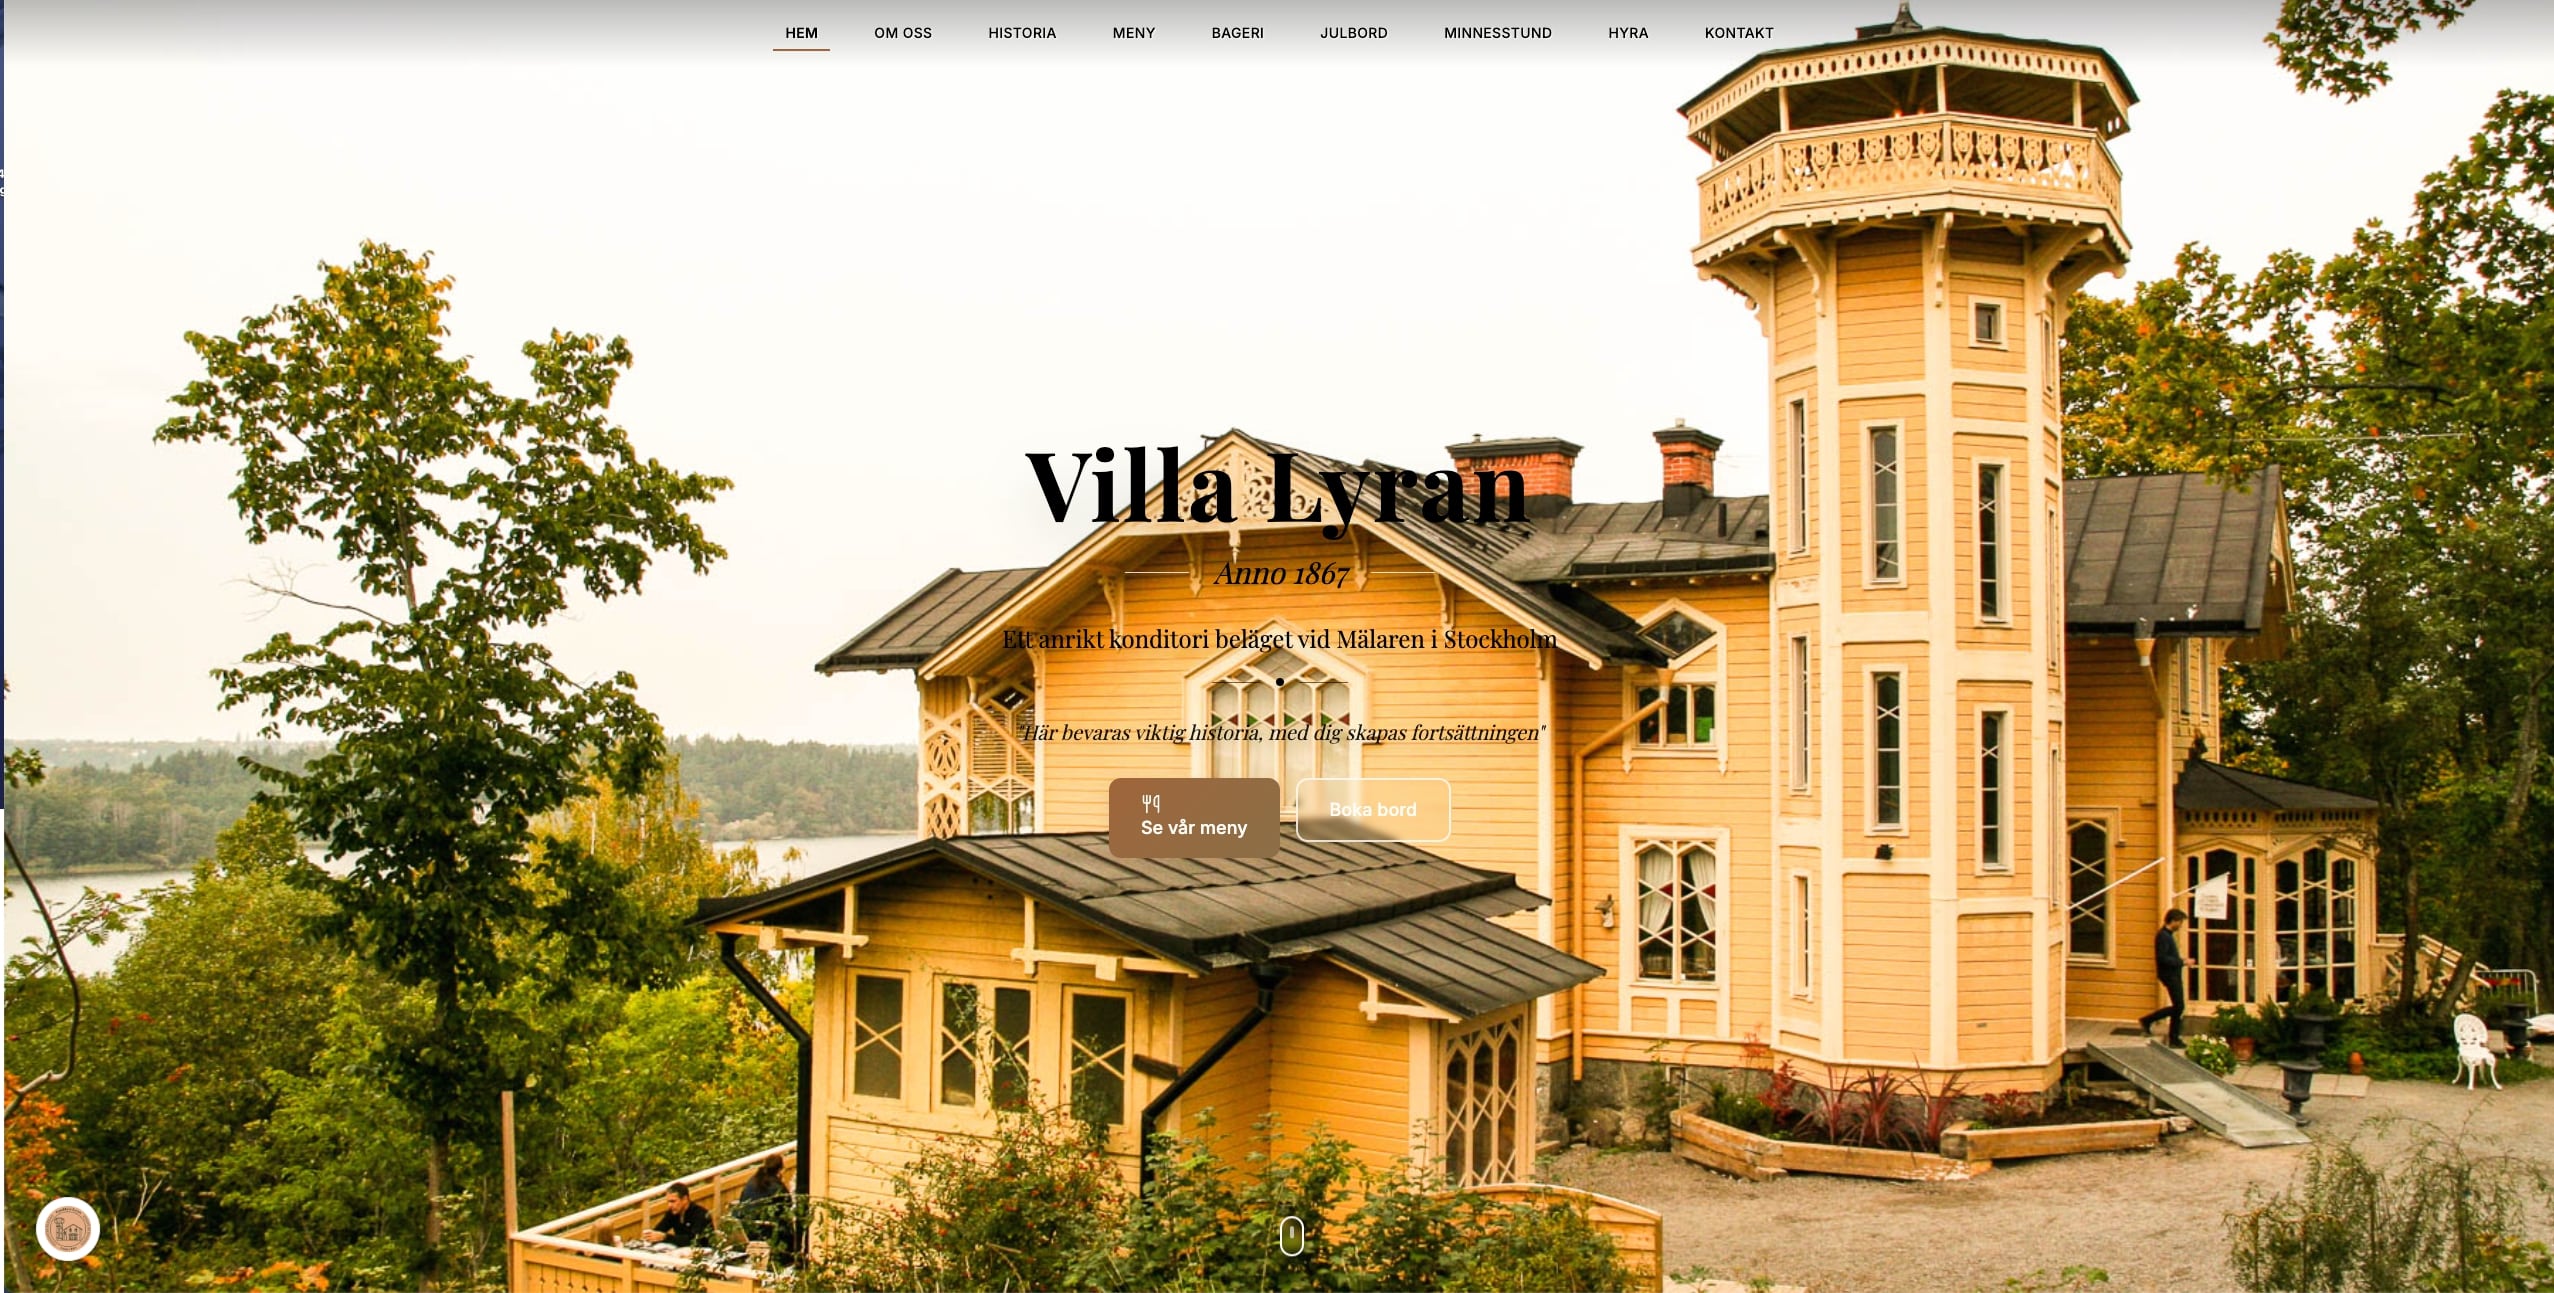 HEM OM OSS HISTORIA MENY BAGERI JULBORD MINNESSTUND HYRA KONTAKT
Villa Lyran
Anno 1867
Ett anrikt konditori beläget vid Mälaren i Stockholm
"Här bevaras viktig historia, med dig skapas fortsättningen"
Se vår meny
Boka bord